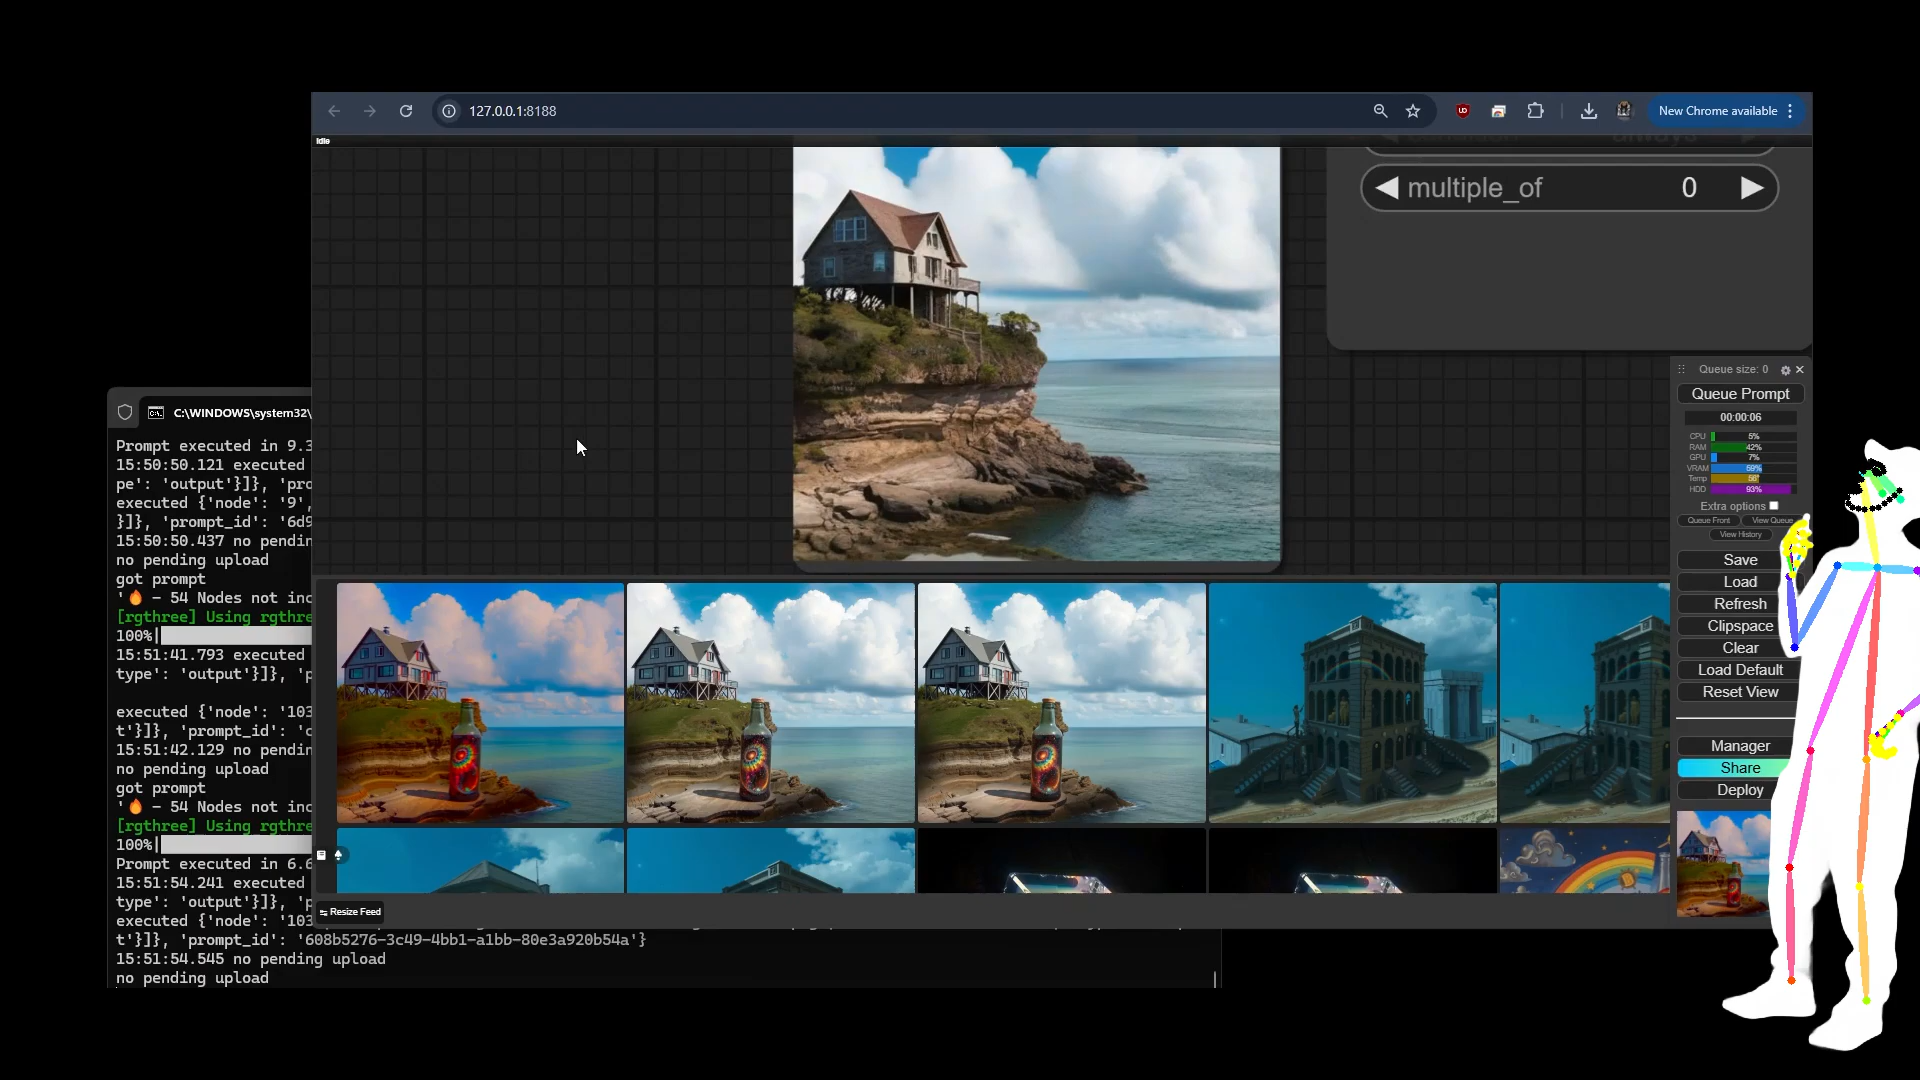 127.0.0.1:8188
New Chrome available
Idle
multiple_of 0
Queue size: 0
Queue Prompt
00:00:06
CPU 5%
RAM 42%
GPU 7%
VRAM 59%
Temp 56°
HDD 93%
Extra options
Queue Front View Queue
View History
Save
Load
Refresh
Clipspace
Clear
Load Default
Reset View
Manager
Share
Deploy
Resize Feed
C:\WINDOWS\system32\
Prompt executed in 9.3
15:50:50.121 executed
pe': 'output'}]}, 'pro
executed {'node': '9',
}]}, 'prompt_id': '6d9
15:50:50.437 no pendin
no pending upload
got prompt
'🔥 - 54 Nodes not inc
[rgthree] Using rgthre
100%|
15:51:41.793 executed
type': 'output'}]}, 'p
executed {'node': '103
t'}]}, 'prompt_id': 'c
15:51:42.129 no pendin
no pending upload
got prompt
'🔥 - 54 Nodes not inc
[rgthree] Using rgthre
100%|
Prompt executed in 6.6
15:51:54.241 executed
type': 'output'}]}, 'p
executed {'node': '103
t'}]}, 'prompt_id': '608b5276-3c49-4bb1-a1bb-80e3a920b54a'}
15:51:54.545 no pending upload
no pending upload